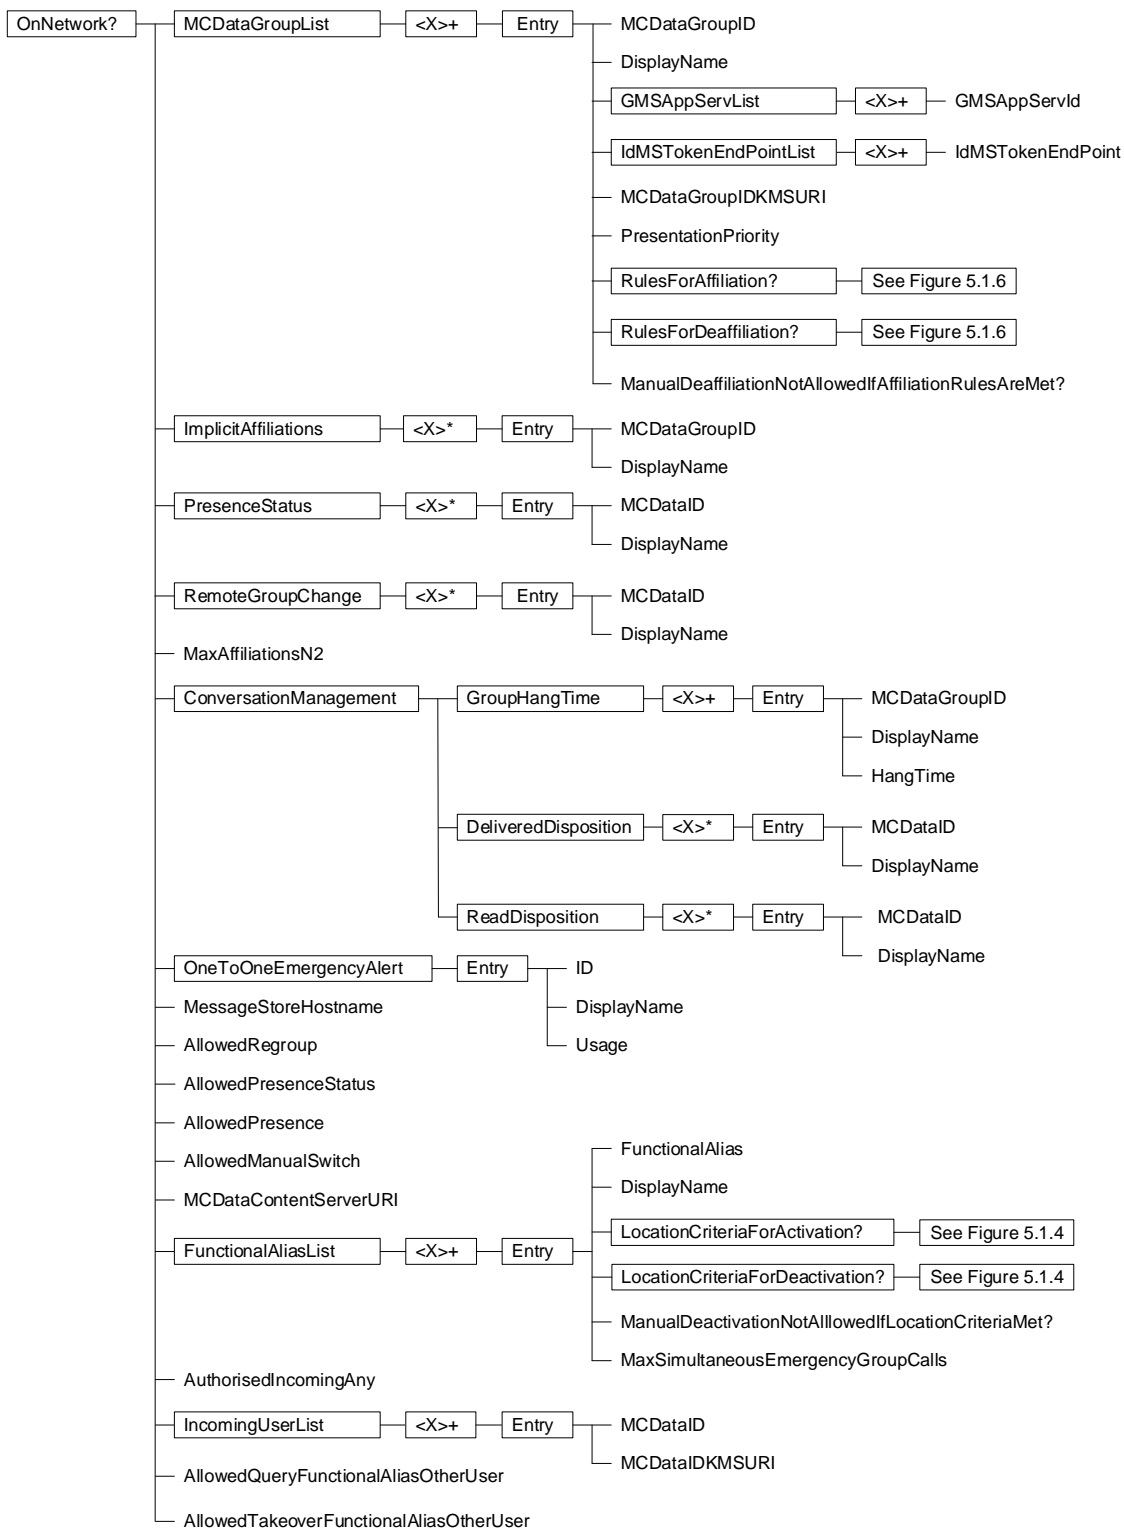 OnNetwork? MCDataGroupList <X>+ Entry MCDataGroupID
DisplayName
GMSAppServList <X>+ GMSAppServId
IdMSTokenEndPointList <X>+ IdMSTokenEndPoint
MCDataGroupIDKMSURI
PresentationPriority
RulesForAffiliation? See Figure 5.1.6
RulesForDeaffiliation? See Figure 5.1.6
ManualDeaffiliationNotAllowedIfAffiliationRulesAreMet?
ImplicitAffiliations <X>* Entry MCDataGroupID
DisplayName
PresenceStatus <X>* Entry MCDataID
DisplayName
RemoteGroupChange <X>* Entry MCDataID
DisplayName
MaxAffiliationsN2
ConversationManagement GroupHangTime <X>+ Entry MCDataGroupID
DisplayName
HangTime
DeliveredDisposition <X>* Entry MCDataID
DisplayName
ReadDisposition <X>* Entry MCDataID
DisplayName
OneToOneEmergencyAlert Entry ID
MessageStoreHostname DisplayName
AllowedRegroup Usage
AllowedPresenceStatus
AllowedPresence
FunctionalAlias
AllowedManualSwitch
DisplayName
MCDataContentServerURI
LocationCriteriaForActivation? See Figure 5.1.4
FunctionalAliasList <X>+ Entry
LocationCriteriaForDeactivation? See Figure 5.1.4
ManualDeactivationNotAlllowedIfLocationCriteriaMet?
MaxSimultaneousEmergencyGroupCalls
AuthorisedIncomingAny
IncomingUserList <X>+ Entry MCDataID
MCDataIDKMSURI
AllowedQueryFunctionalAliasOtherUser
AllowedTakeoverFunctionalAliasOtherUser